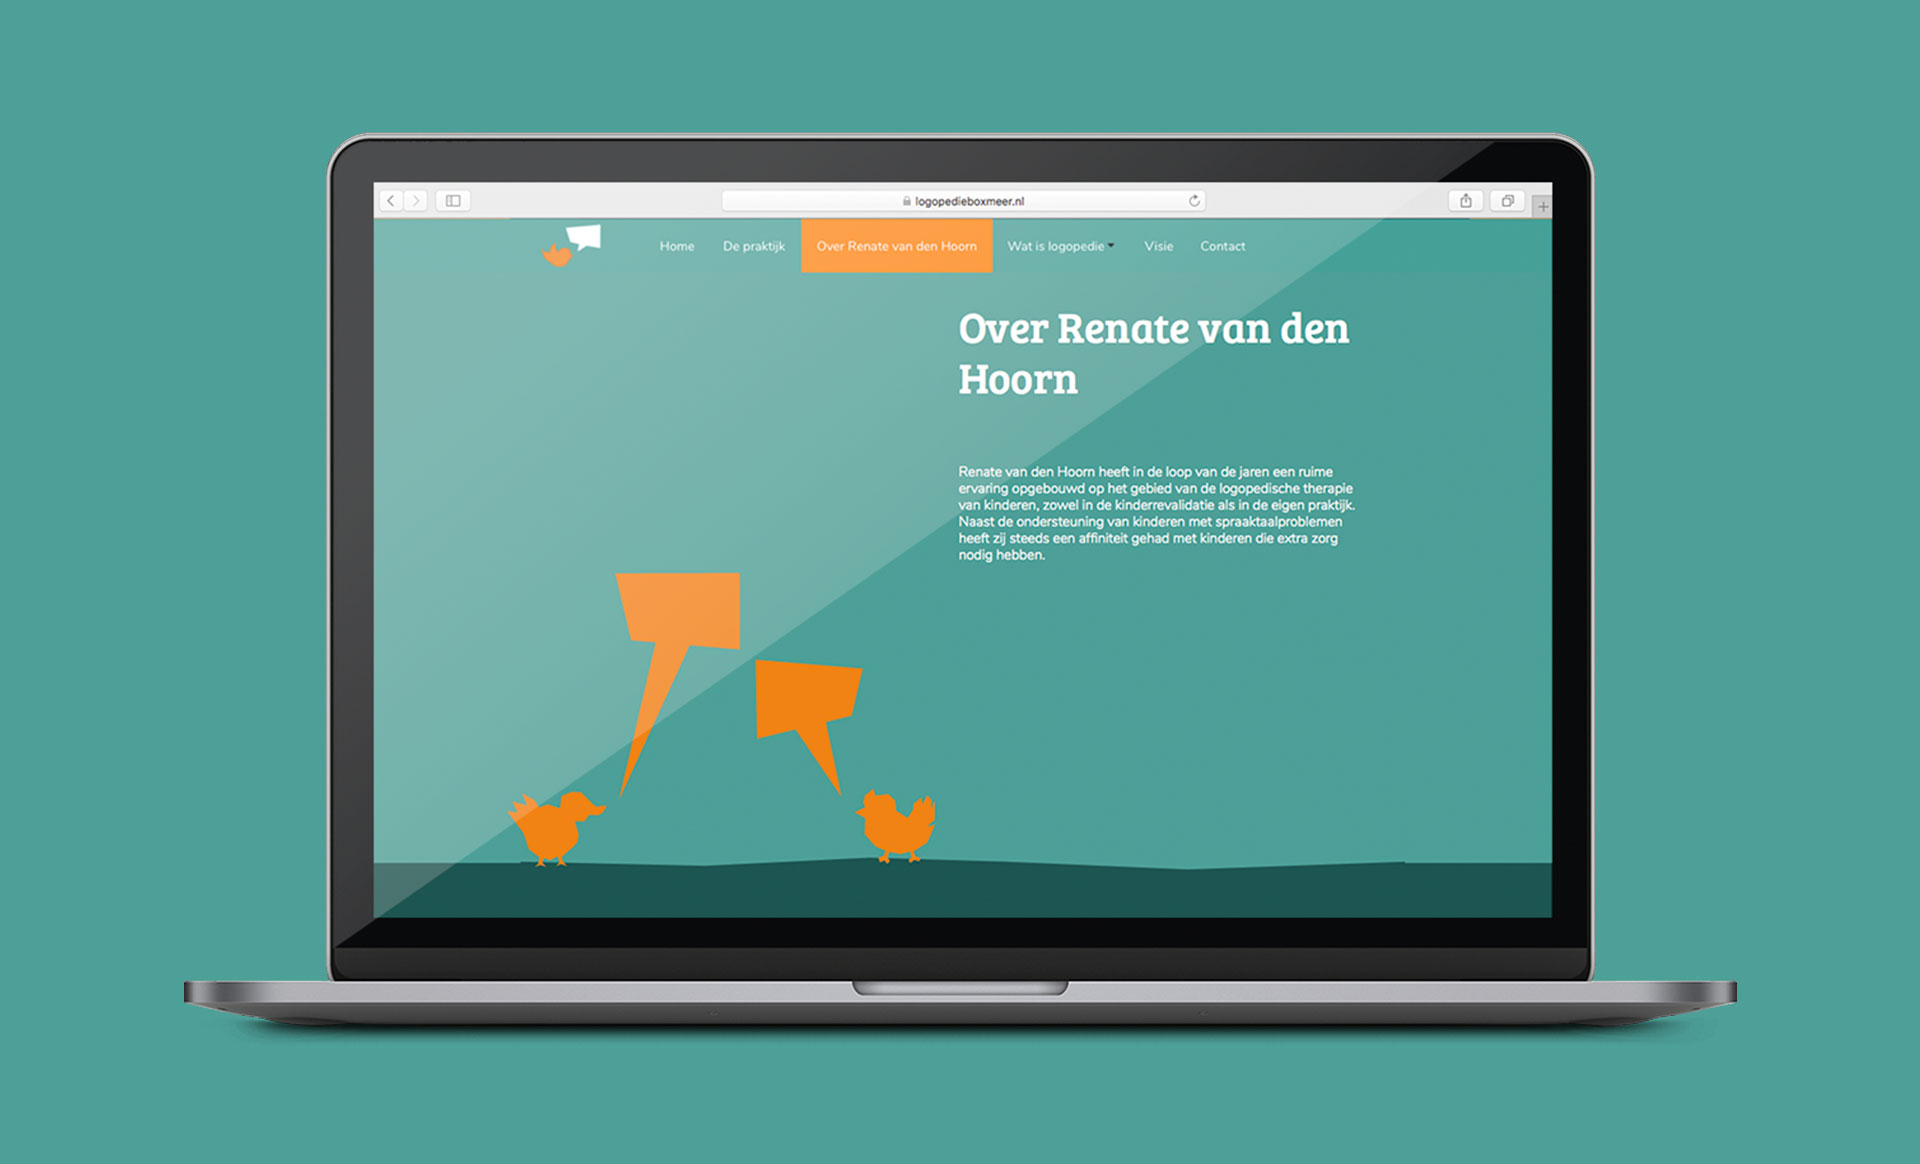 logopedieboxmeer.nl
Home De praktijk Over Renate van den Hoorn Wat is logopedie Visie Contact
Over Renate van den
Hoorn
Renate van den Hoorn heeft in de loop van de jaren een ruime
ervaring opgebouwd op het gebied van de logopedische therapie
van kinderen, zowel in de kinderrevalidatie als in de eigen praktijk.
Naast de ondersteuning van kinderen met spraaktaalproblemen
heeft zij steeds een affiniteit gehad met kinderen die extra zorg
nodig hebben.